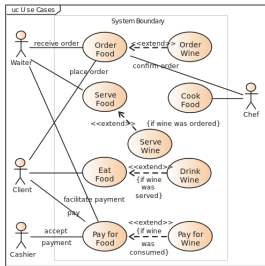 uc Use Cases
System Boundary
Waiter
receive order
Order
Food
<<extend>>
Order
Wine
place order
confirm order
Serve
Food
Cook
Food
Chef
<<extend>>
{if wine was ordered}
Serve
Wine
Client
Eat
Food
<<extend>>
{if wine
was
served}
Drink
Wine
facilitate payment
pay
Cashier
accept
payment
Pay for
Food
<<extend>>
{if wine
was
consumed}
Pay for
Wine